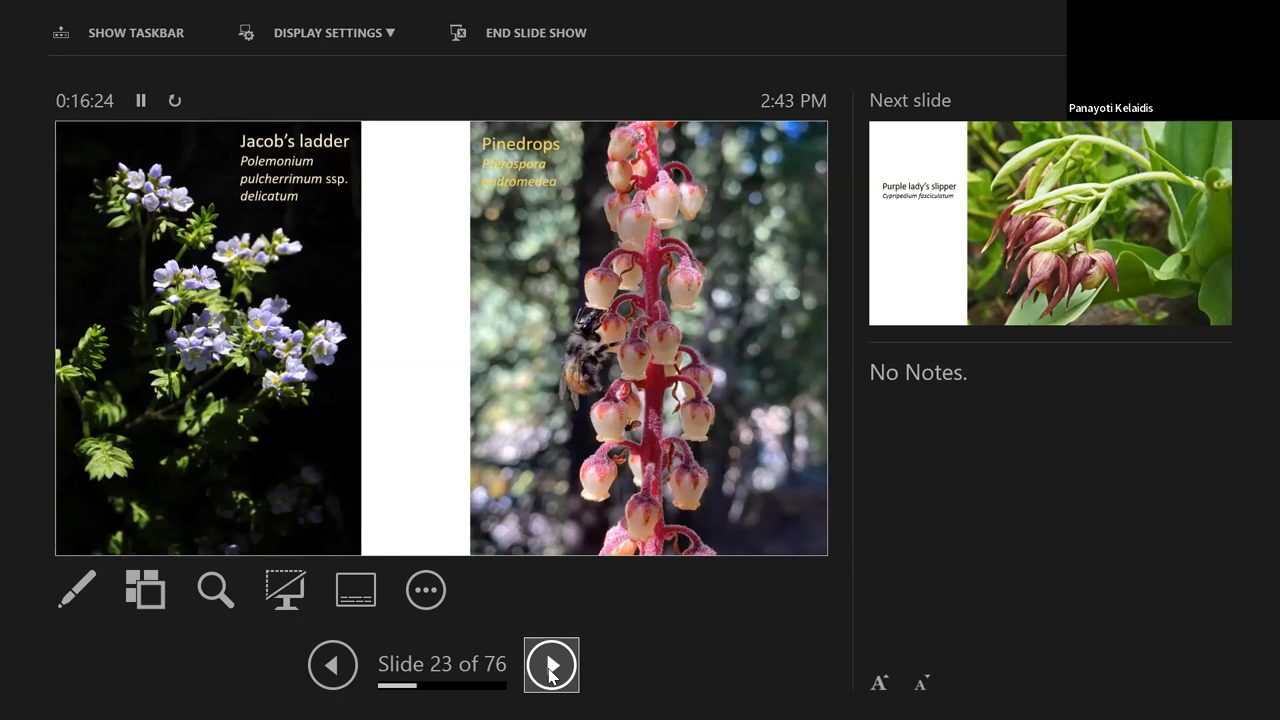 SHOW TASKBAR
DISPLAY SETTINGS ▼
END SLIDE SHOW
0:16:24
2:43 PM
Next slide
Panayoti Kelaidis
Jacob's ladder
Polemonium
pulcherrimum ssp.
delicatum
Pinedrops
Pterospora
andromedea
Purple lady's slipper
Cypripedium fasciculatum
No Notes.
Slide 23 of 76
A A